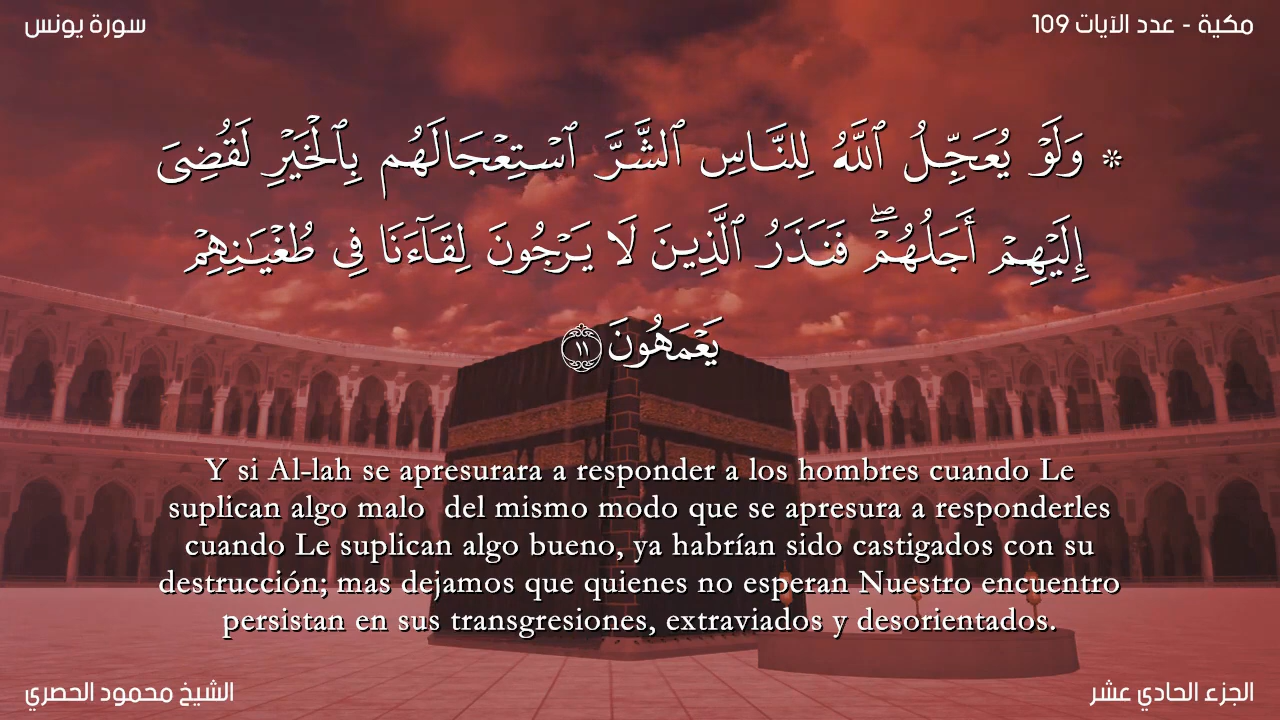 مكية - عدد الآيات 109
سورة يونس
۞ وَلَوْ يُعَجِّلُ ٱللَّهُ لِلنَّاسِ ٱلشَّرَّ ٱسْتِعْجَالَهُم بِٱلْخَيْرِ لَقُضِىَ
إِلَيْهِمْ أَجَلُهُمْ ۖ فَنَذَرُ ٱلَّذِينَ لَا يَرْجُونَ لِقَآءَنَا فِى طُغْيَـٰنِهِمْ
يَعْمَهُونَ ١١
Y si Al-lah se apresurara a responder a los hombres cuando Le
suplican algo malo  del mismo modo que se apresura a responderles
cuando Le suplican algo bueno, ya habrían sido castigados con su
destrucción; mas dejamos que quienes no esperan Nuestro encuentro
persistan en sus transgresiones, extraviados y desorientados.
الجزء الحادي عشر
الشيخ محمود الحصري